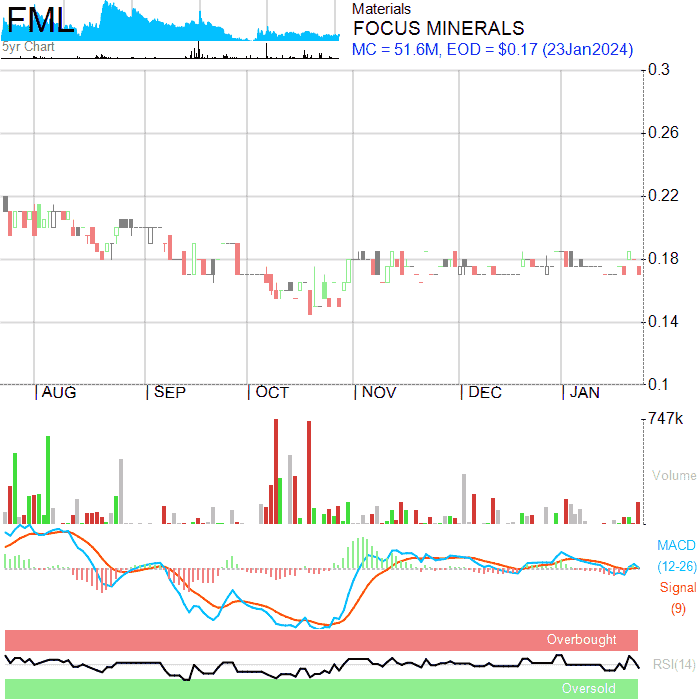 FML
5yr Chart
Materials
FOCUS MINERALS
MC = 51.6M, EOD = $0.17 (23Jan2024)
0.3
0.26
0.22
0.18
0.14
0.1
| AUG | SEP | OCT | NOV | DEC | JAN
747k
Volume
MACD
(12-26)
Signal
(9)
Overbought
RSI(14)
Oversold